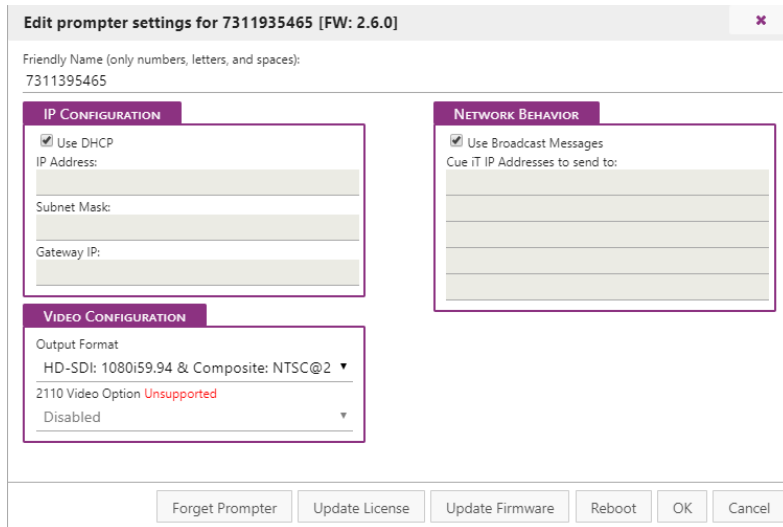 Edit prompter settings for 7311935465 [FW: 2.6.0]
Friendly Name (only numbers, letters, and spaces):
7311395465
IP Configuration
Use DHCP
IP Address:
Subnet Mask:
Gateway IP:
Network Behavior
Use Broadcast Messages
Cue iT IP Addresses to send to:
Video Configuration
Output Format
HD-SDI: 1080i59.94 & Composite: NTSC@2
2110 Video Option Unsupported
Disabled
Forget Prompter Update License Update Firmware Reboot OK Cancel